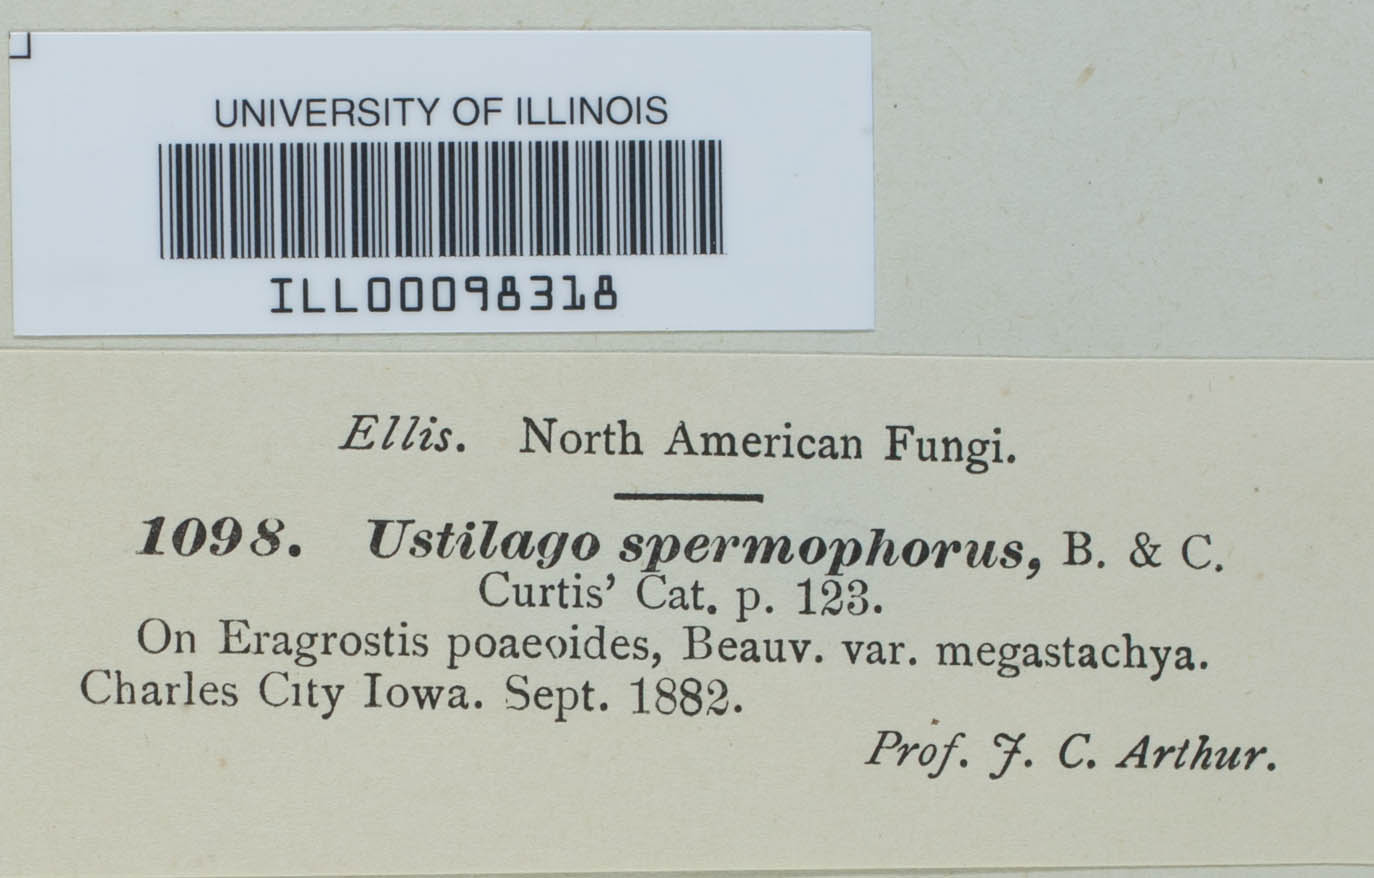 UNIVERSITY OF ILLINOIS
ILL00098318
Ellis. North American Fungi.
1098. Ustilago spermophorus, B. & C.
Curtis' Cat. p. 123.
On Eragrostis poaeoides, Beauv. var. megastachya.
Charles City Iowa. Sept. 1882.
Prof. J. C. Arthur.